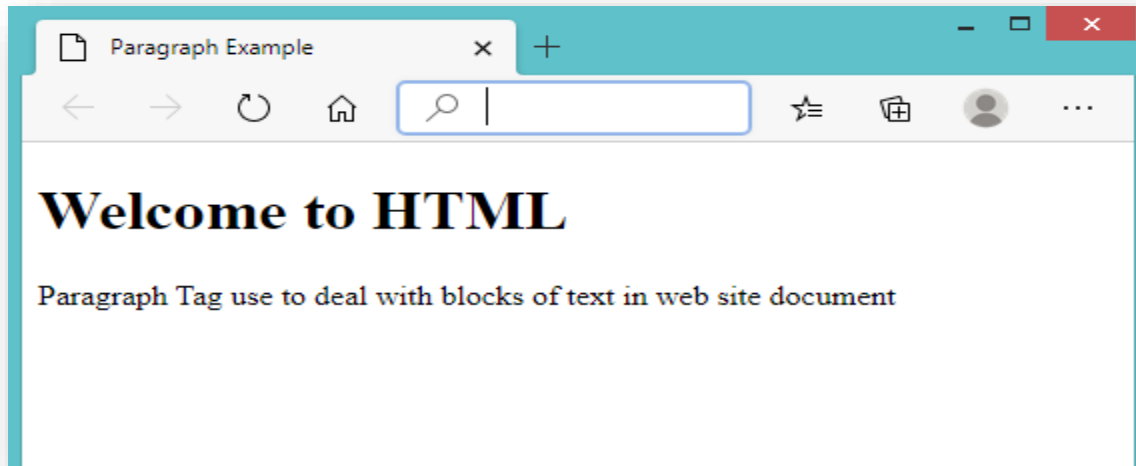 Paragraph Example
Welcome to HTML
Paragraph Tag use to deal with blocks of text in web site document